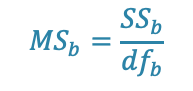 MS_b = SS_b / df_b